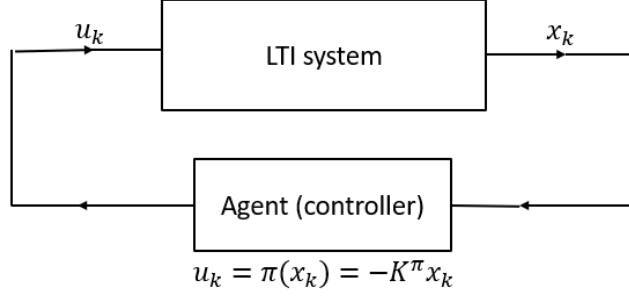 u_k
LTI system
x_k
Agent (controller)
u_k = π(x_k) = −K^π x_k